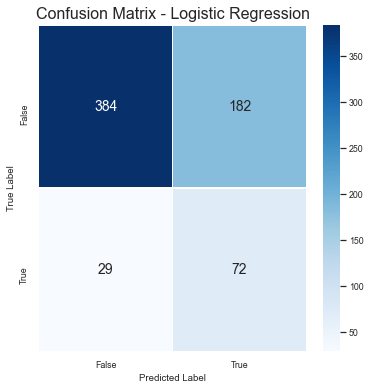 Confusion Matrix - Logistic Regression
True Label
False
384
182
True
29
72
False
True
Predicted Label
350
300
250
200
150
100
50